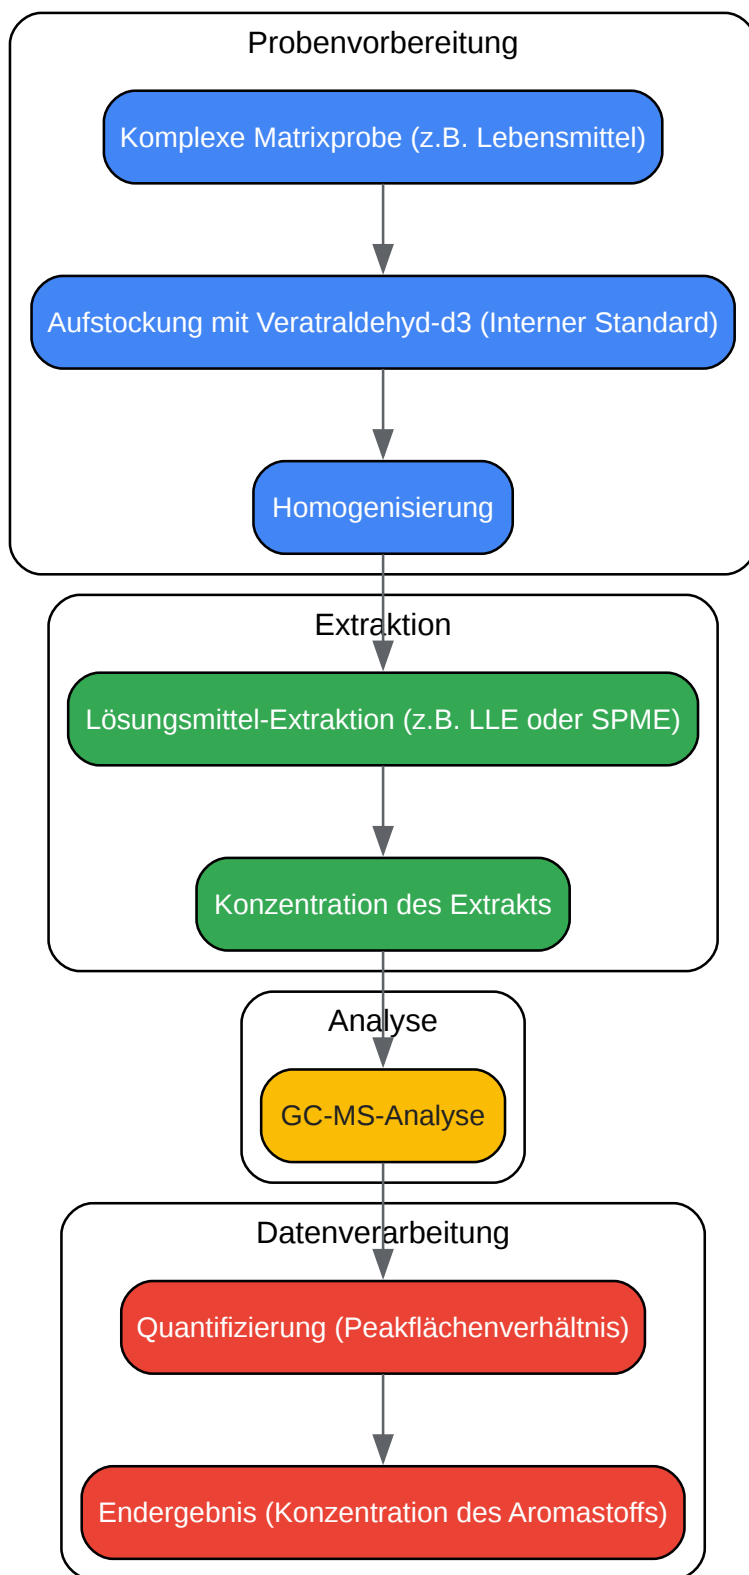 Probenvorbereitung
Komplexe Matrixprobe (z.B. Lebensmittel)
Aufstockung mit Veratraldehyd-d3 (Interner Standard)
Homogenisierung
Extraktion
Lösungsmittel-Extraktion (z.B. LLE oder SPME)
Konzentration des Extrakts
Analyse
GC-MS-Analyse
Datenverarbeitung
Quantifizierung (Peakflächenverhältnis)
Endergebnis (Konzentration des Aromastoffs)